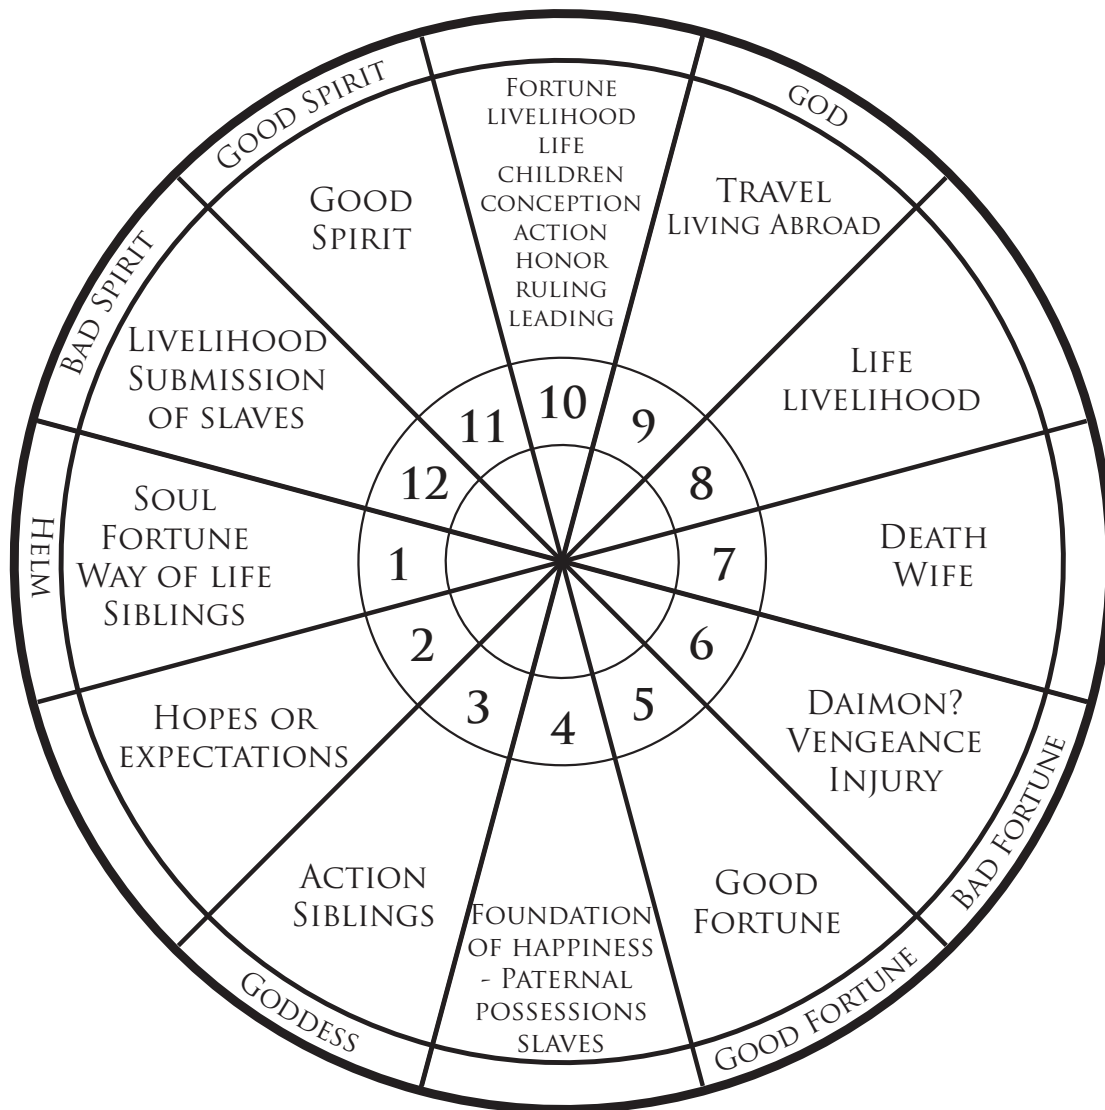 Good Spirit
God
Bad Spirit
Helm
Goddess
Good Fortune
Bad Fortune
Fortune
livelihood
life
children
conception
action
honor
ruling
leading
Travel
Living Abroad
Good
Spirit
Life
livelihood
Livelihood
Submission
of slaves
Death
Wife
Soul
Fortune
Way of life
Siblings
Daimon?
Vengeance
Injury
Hopes or
expectations
Good
Fortune
Action
Siblings
Foundation
of happiness
- Paternal
possessions
slaves
10
9
8
7
6
5
4
3
2
1
12
11